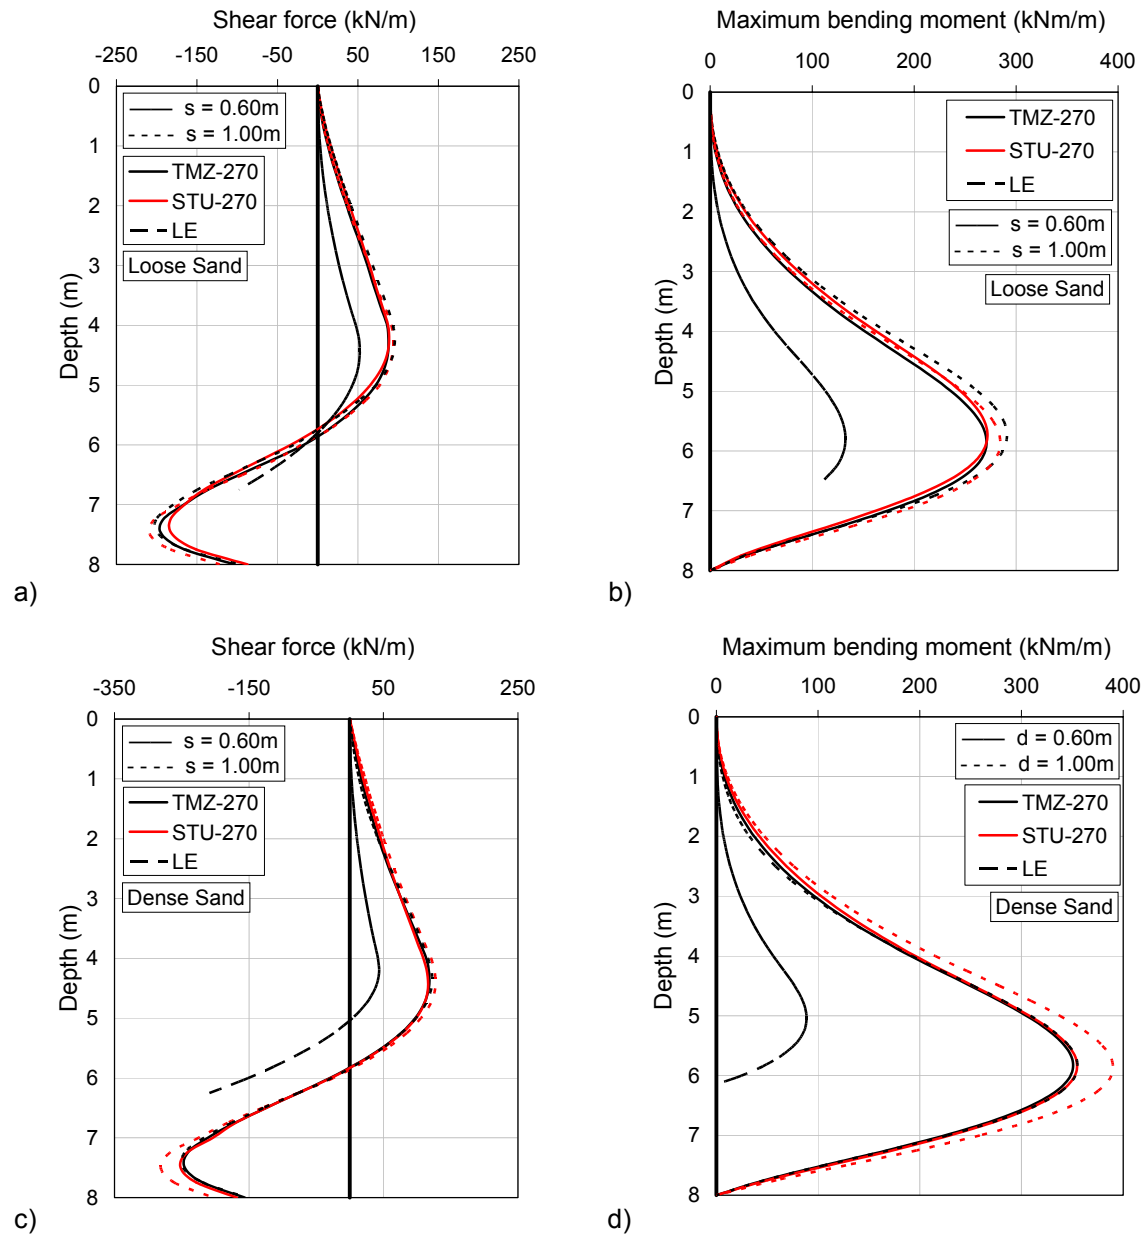 Shear force (kN/m)
-250 -150 -50 50 150 250
0
1
2
3
4
5
6
7
8
Depth (m)
s = 0.60m
s = 1.00m
TMZ-270
STU-270
LE
Loose Sand
a)
Maximum bending moment (kNm/m)
0 100 200 300 400
0
1
2
3
4
5
6
7
8
Depth (m)
TMZ-270
STU-270
LE
s = 0.60m
s = 1.00m
Loose Sand
b)
Shear force (kN/m)
-350 -150 50 250
0
1
2
3
4
5
6
7
8
Depth (m)
s = 0.60m
s = 1.00m
TMZ-270
STU-270
LE
Dense Sand
c)
Maximum bending moment (kNm/m)
0 100 200 300 400
0
1
2
3
4
5
6
7
8
Depth (m)
d = 0.60m
d = 1.00m
TMZ-270
STU-270
LE
Dense Sand
d)